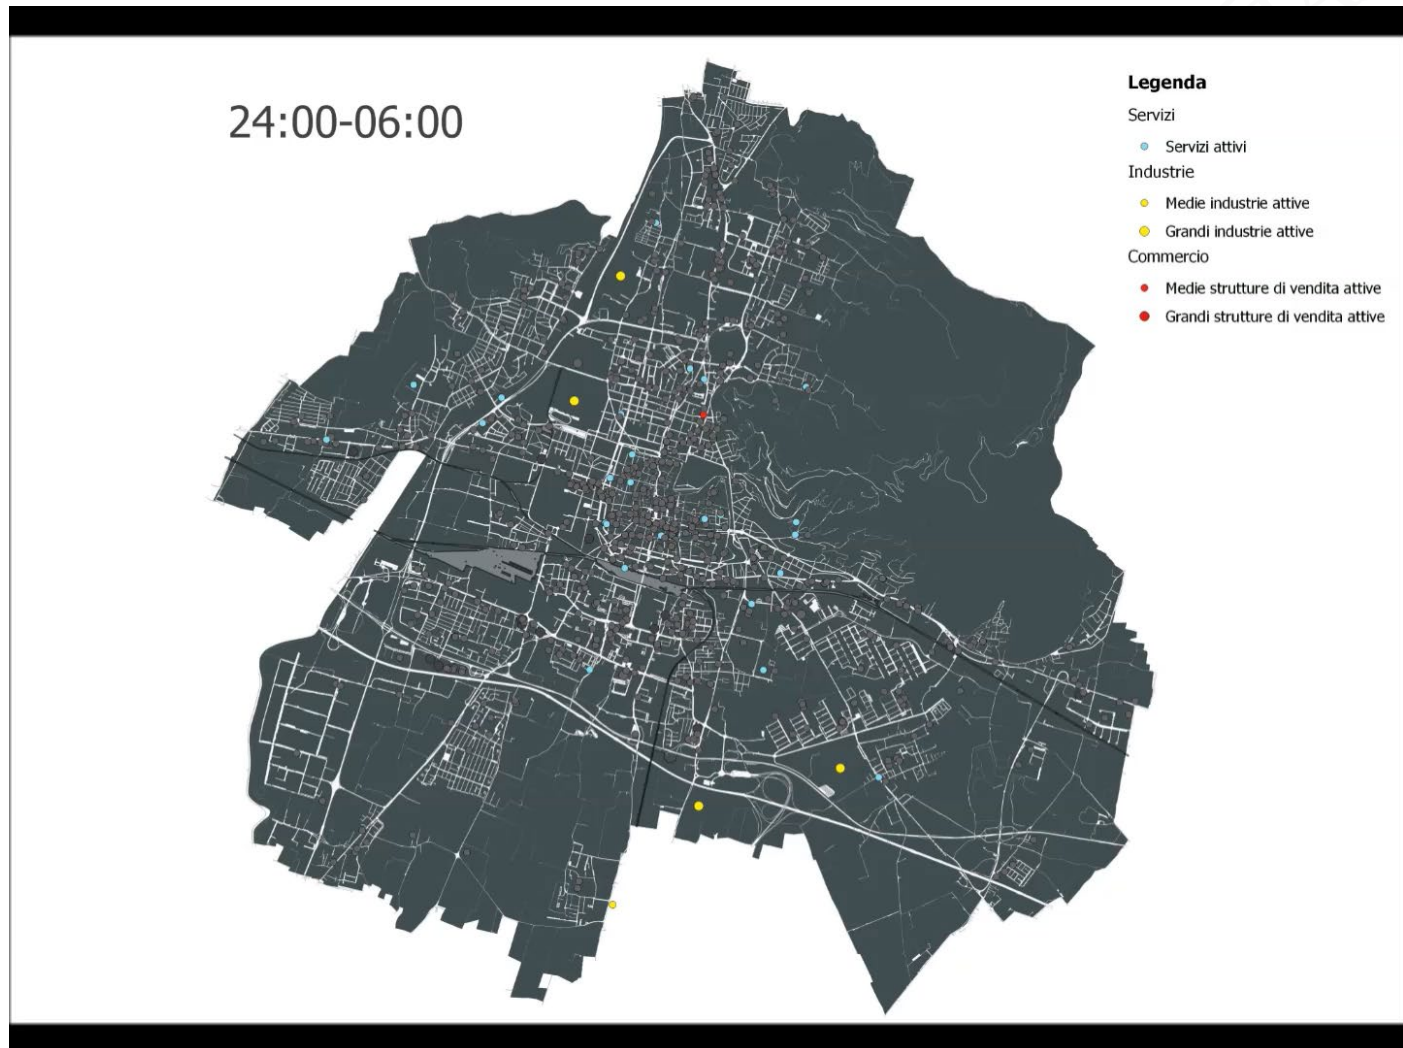 24:00-06:00
Legenda
Servizi
Servizi attivi
Industrie
Medie industrie attive
Grandi industrie attive
Commercio
Medie strutture di vendita attive
Grandi strutture di vendita attive